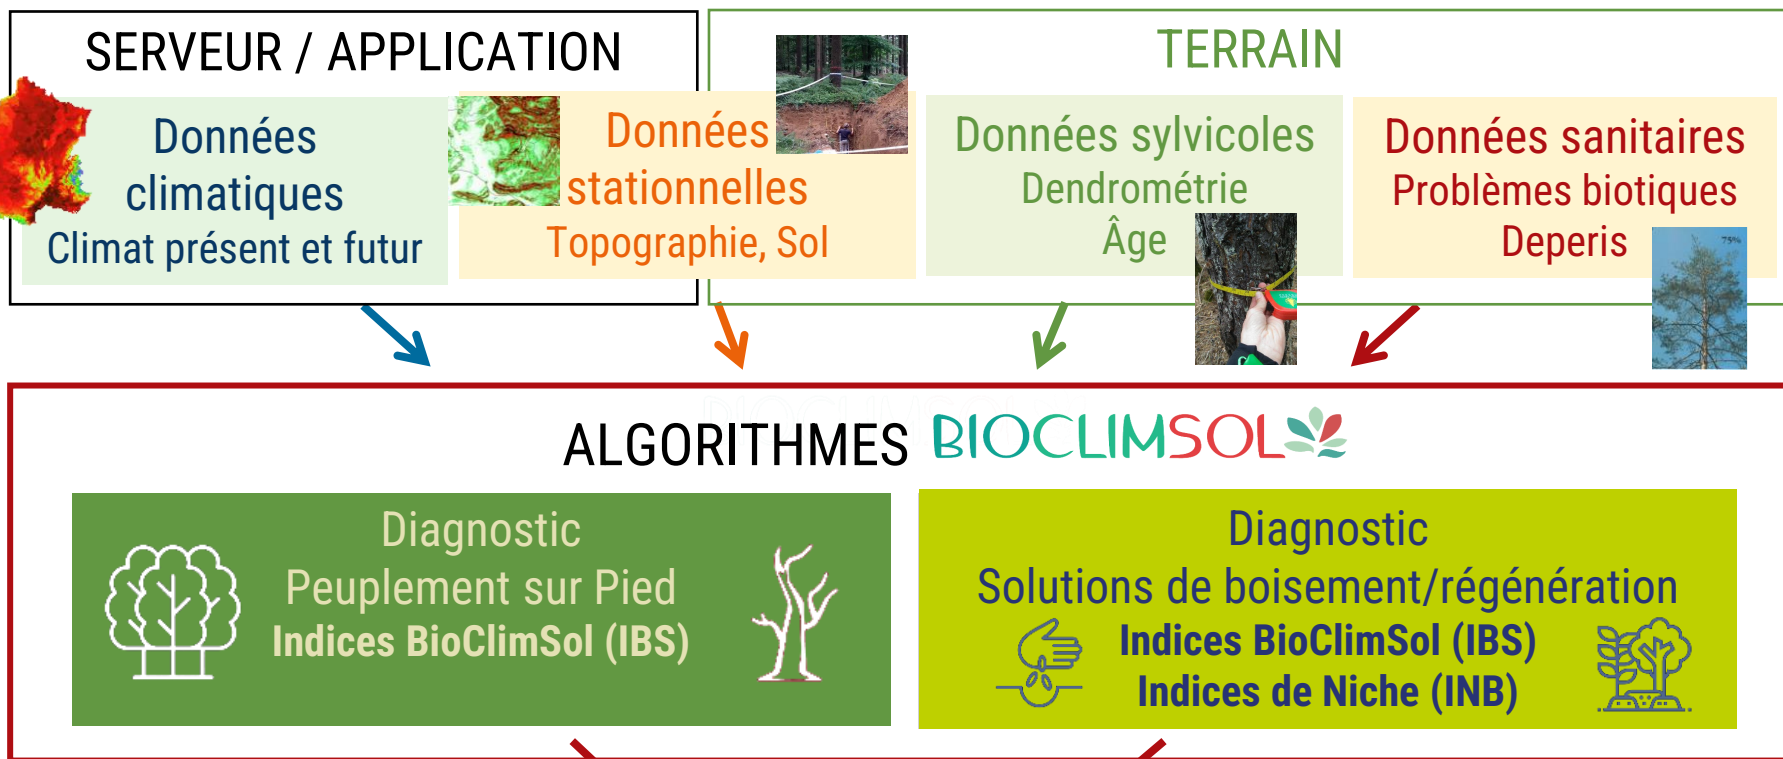 SERVEUR / APPLICATION
TERRAIN
Données
climatiques
Climat présent et futur
Données
stationnelles
Topographie, Sol
Données sylvicoles
Dendrométrie
Âge
Données sanitaires
Problèmes biotiques
Deperis
75%
ALGORITHMES BIOCLIMSOL
Diagnostic
Peuplement sur Pied
Indices BioClimSol (IBS)
Diagnostic
Solutions de boisement/régénération
Indices BioClimSol (IBS)
Indices de Niche (INB)